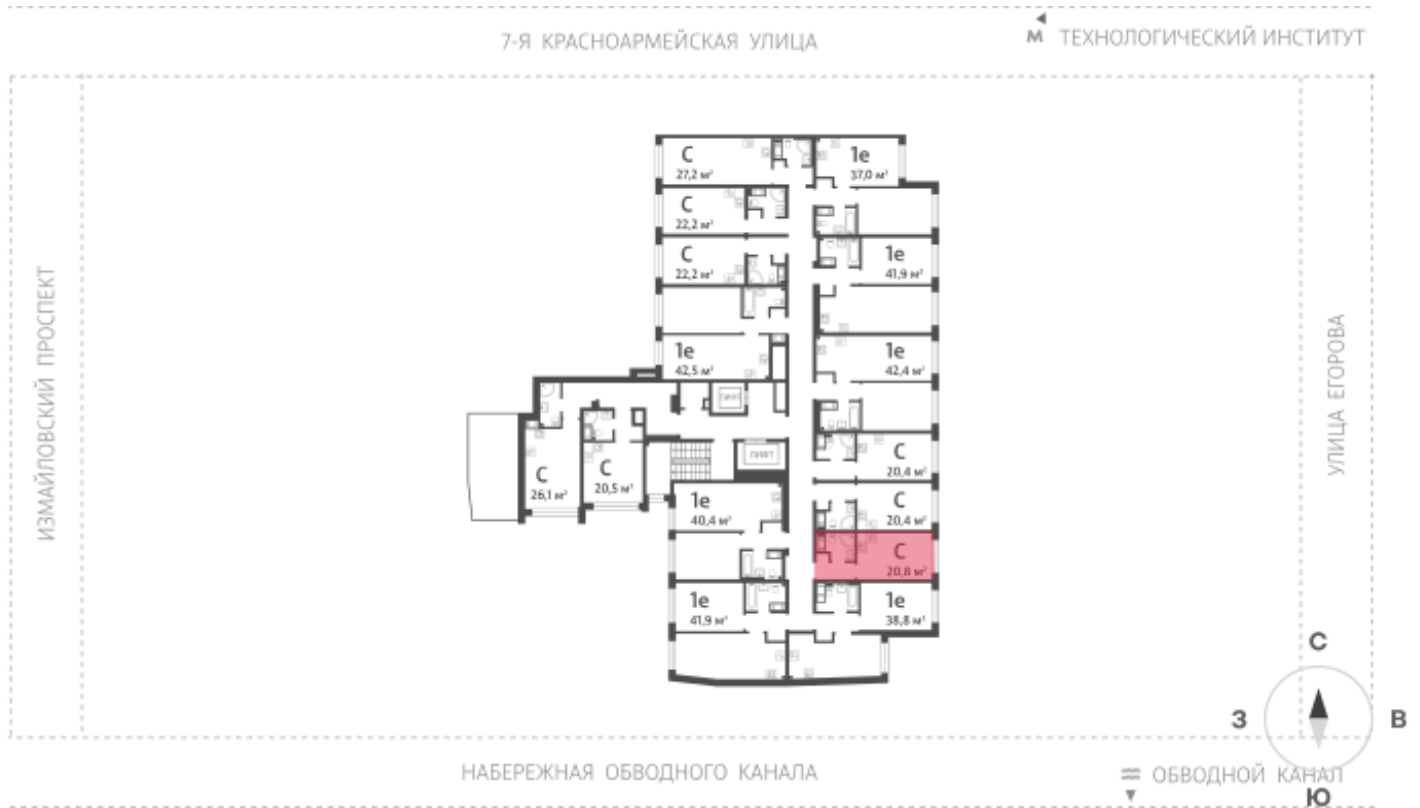 7-Я КРАСНОАРМЕЙСКАЯ УЛИЦА
М ТЕХНОЛОГИЧЕСКИЙ ИНСТИТУТ
ИЗМАЙЛОВСКИЙ ПРОСПЕКТ
С
27,2 м²
1е
37,0 м²
С
22,2 м²
С
22,2 м²
1е
41,9 м²
1е
42,5 м²
1е
42,4 м²
ЛИФТ
ЛИФТ
С
26,1 м²
С
20,5 м²
С
20,4 м²
1е
40,4 м²
С
20,4 м²
С
20,8 м²
1е
41,9 м²
1е
38,8 м²
УЛИЦА ЕГОРОВА
С
З
В
Ю
НАБЕРЕЖНАЯ ОБВОДНОГО КАНАЛА
ОБВОДНОЙ КАНАЛ